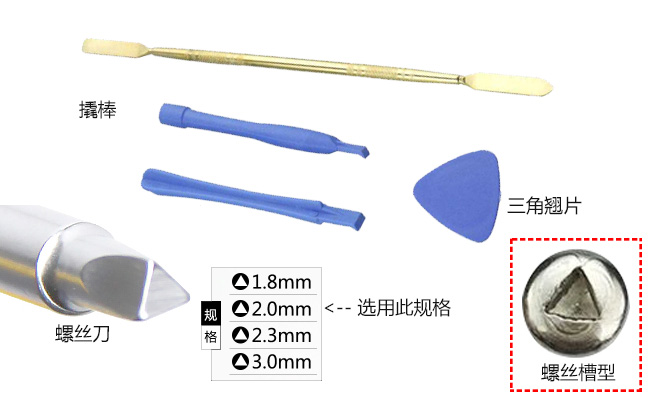 撬棒
三角翘片
螺丝刀
规格
1.8mm
2.0mm
2.3mm
3.0mm
<-- 选用此规格
螺丝槽型